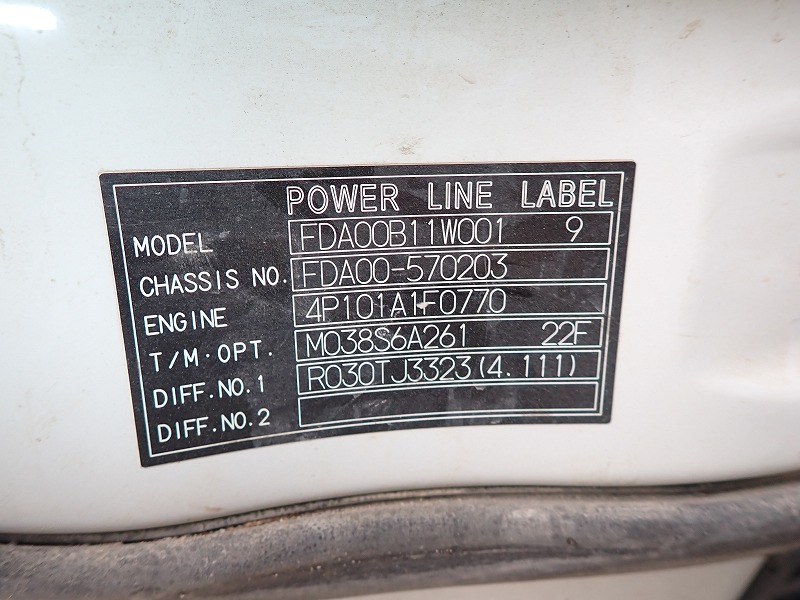 POWER LINE LABEL
MODEL FDA00B11W001 9
CHASSIS NO. FDA00-570203
ENGINE 4P101A1F0770
T/M·OPT. M038S6A261 22F
DIFF.NO.1 R030TJ3323(4.111)
DIFF.NO.2